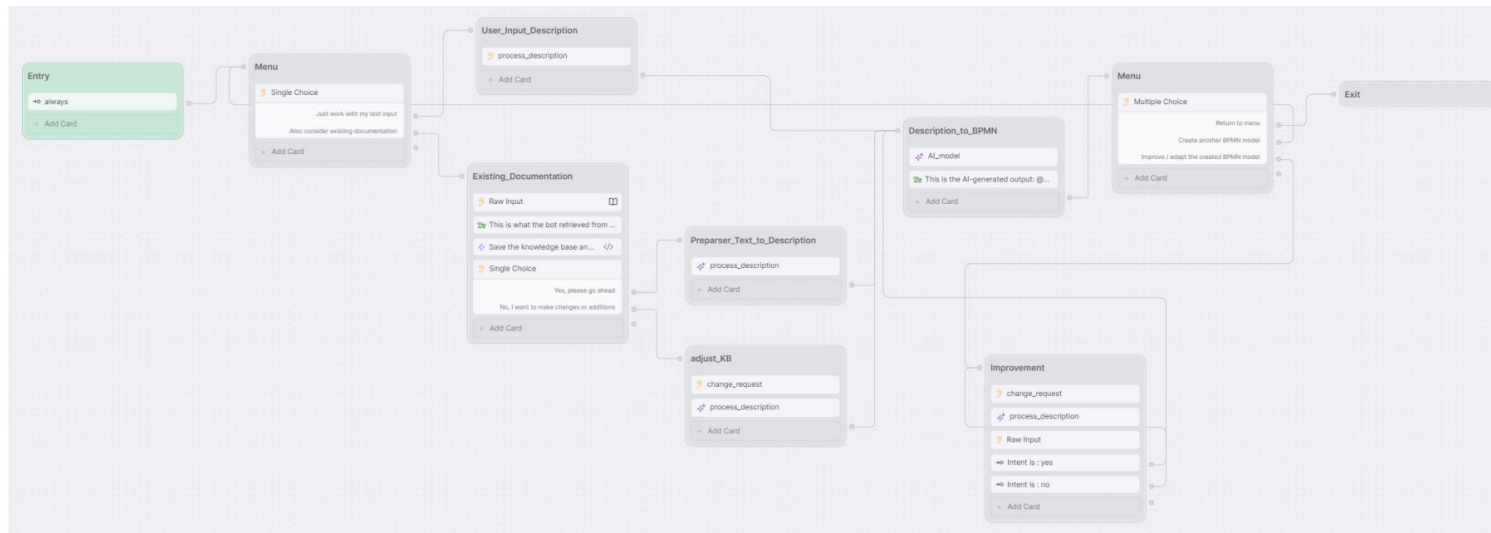 Entry
always
+ Add Card
Menu
Single Choice
Just work with my text input
Also consider existing documentation
+ Add Card
User_Input_Description
process_description
+ Add Card
Existing_Documentation
Raw Input
This is what the bot retrieved from ...
Save the knowledge base an... </>
Single Choice
Yes, please go ahead
No, I want to make changes or additions
+ Add Card
Preparser_Text_to_Description
process_description
+ Add Card
adjust_KB
change_request
process_description
+ Add Card
Description_to_BPMN
AI_model
This is the AI-generated output: @...
+ Add Card
Menu
Multiple Choice
Return to menu
Create another BPMN model
Improve / adapt the created BPMN model
+ Add Card
Exit
Improvement
change_request
process_description
Raw Input
Intent is : yes
Intent is : no
+ Add Card